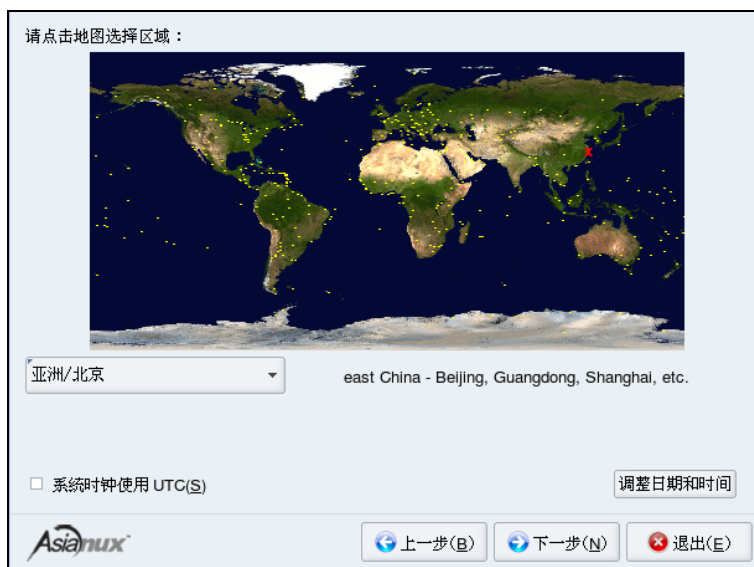 请点击地图选择区域：
亚洲/北京
east China - Beijing, Guangdong, Shanghai, etc.
系统时钟使用 UTC(S)
调整日期和时间
Asianux
上一步(B)
下一步(N)
退出(E)